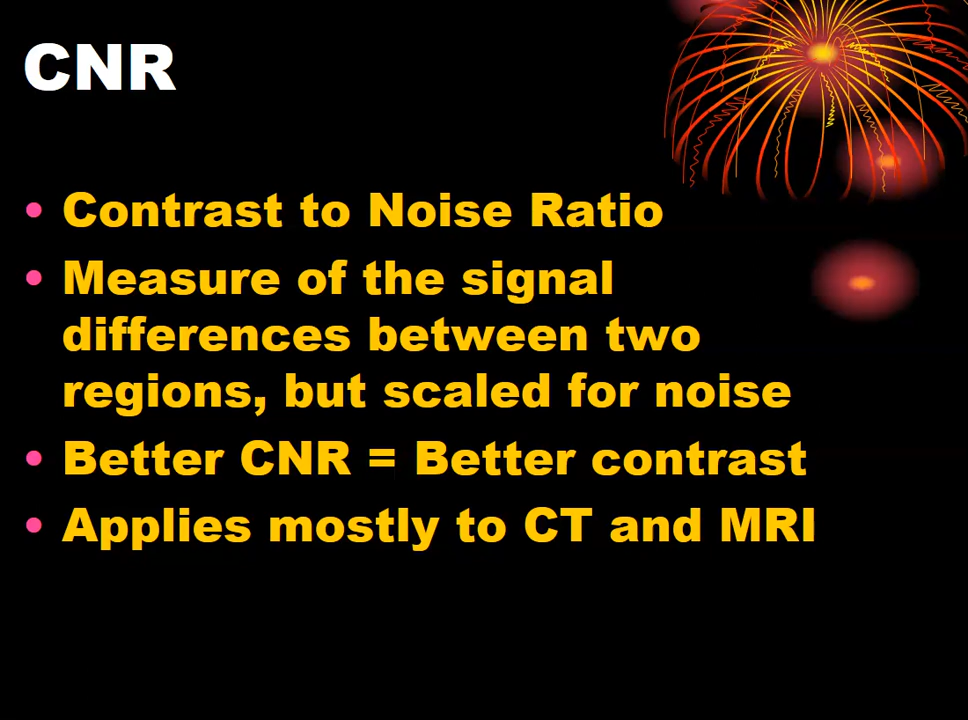 CNR
• Contrast to Noise Ratio
• Measure of the signal
differences between two
regions, but scaled for noise
• Better CNR = Better contrast
• Applies mostly to CT and MRI